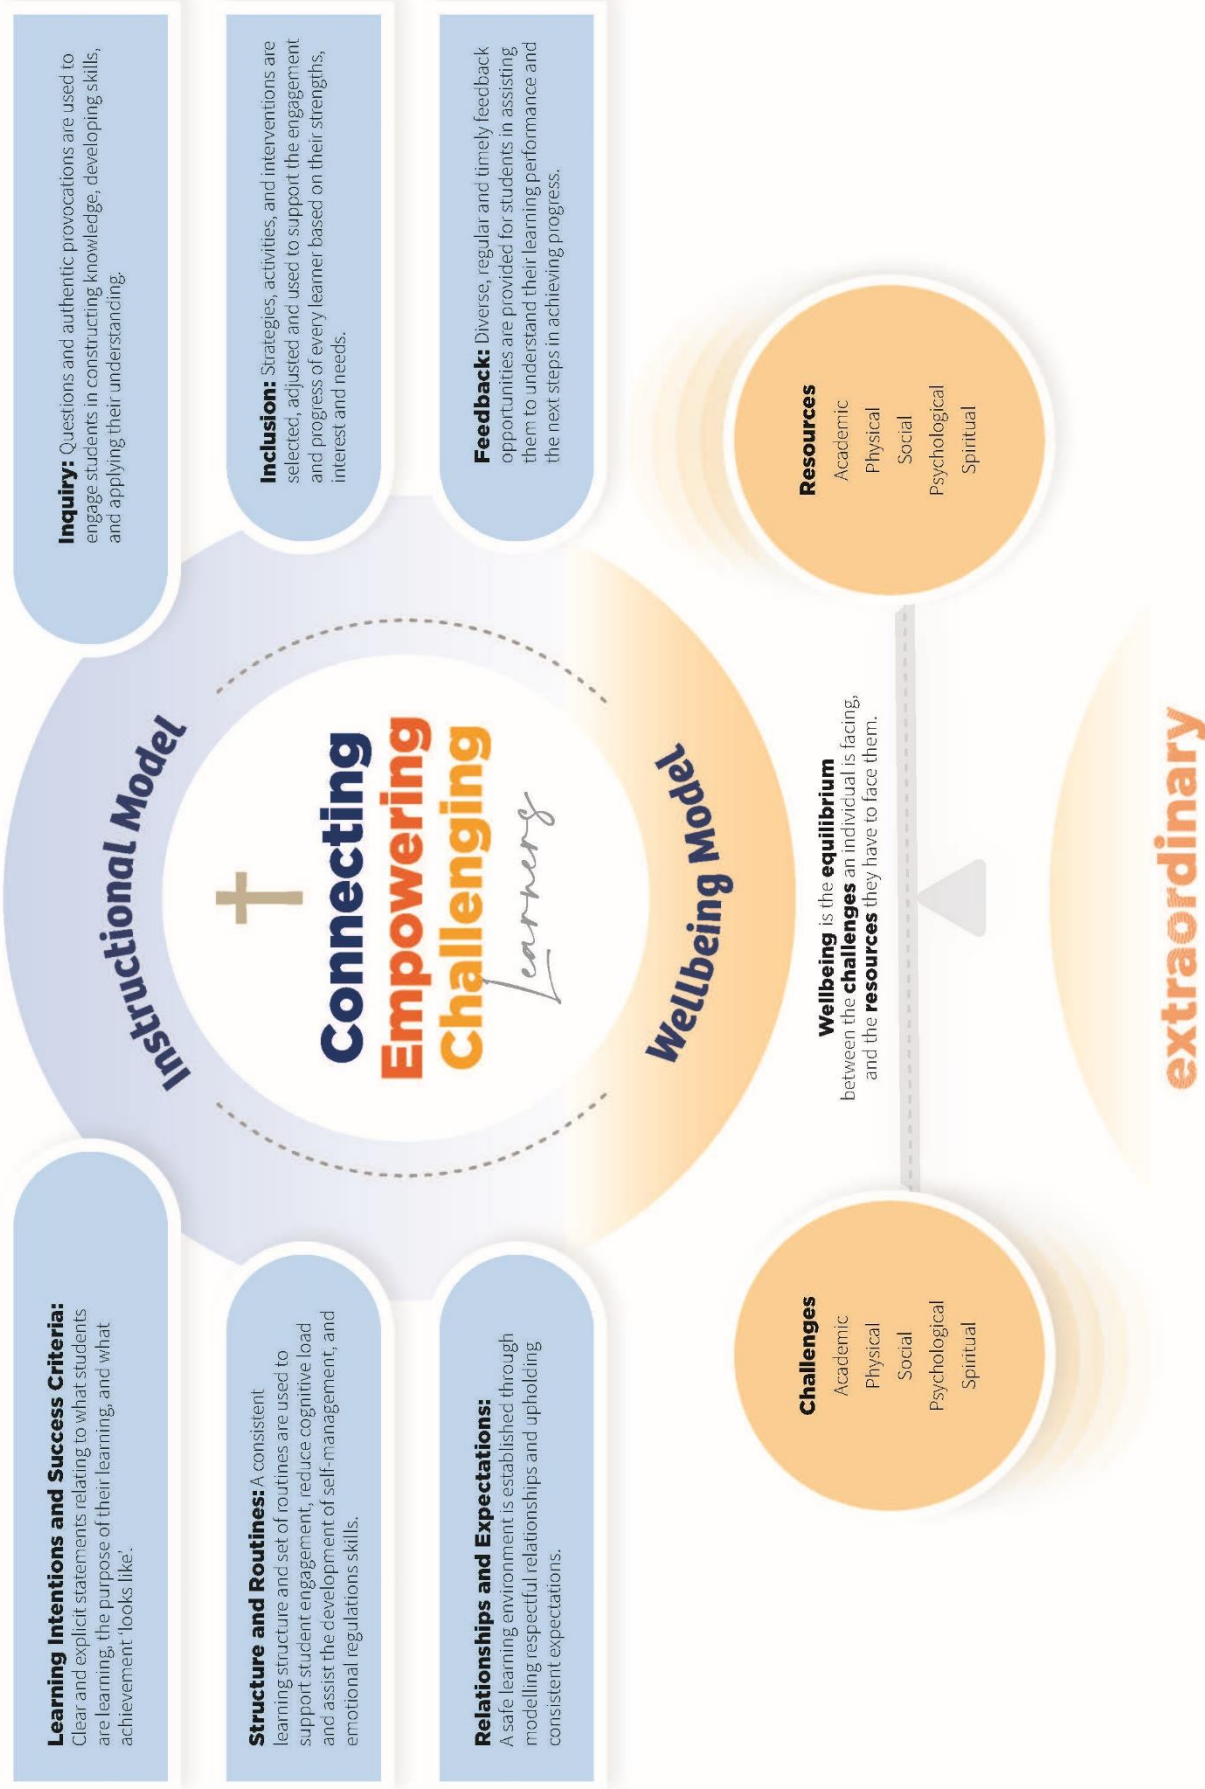 Instructional Model
Learning Intentions and Success Criteria:
Clear and explicit statements relating to what students
are learning, the purpose of their learning, and what
achievement ‘looks like’.
Structure and Routines: A consistent
learning structure and set of routines are used to
support student engagement, reduce cognitive load
and assist the development of self-management, and
emotional regulations skills.
Relationships and Expectations:
A safe learning environment is established through
modelling respectful relationships and upholding
consistent expectations.
Connecting
Empowering
Challenging
Learners
Inquiry: Questions and authentic provocations are used to
engage students in constructing knowledge, developing skills,
and applying their understanding.
Inclusion: Strategies, activities, and interventions are
selected, adjusted and used to support the engagement
and progress of every learner based on their strengths,
interest and needs.
Feedback: Diverse, regular and timely feedback
opportunities are provided for students in assisting
them to understand their learning performance and
the next steps in achieving progress.
Wellbeing Model
Wellbeing is the equilibrium
between the challenges an individual is facing,
and the resources they have to face them.
Challenges
Academic
Physical
Social
Psychological
Spiritual
Resources
Academic
Physical
Social
Psychological
Spiritual
extraordinary